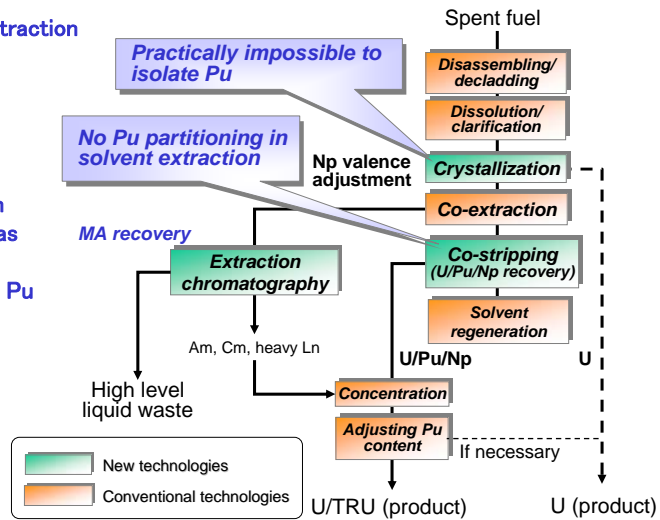 traction
Spent fuel
Practically impossible to
isolate Pu
Disassembling/
decladding
Dissolution/
clarification
No Pu partitioning in
solvent extraction
Np valence
adjustment
Crystallization
Co-extraction
n
as
Pu
MA recovery
Extraction
chromatography
Co-stripping
(U/Pu/Np recovery)
Solvent
regeneration
Am, Cm, heavy Ln
U/Pu/Np
U
High level
liquid waste
Concentration
Adjusting Pu
content
If necessary
New technologies
Conventional technologies
U/TRU (product)
U (product)